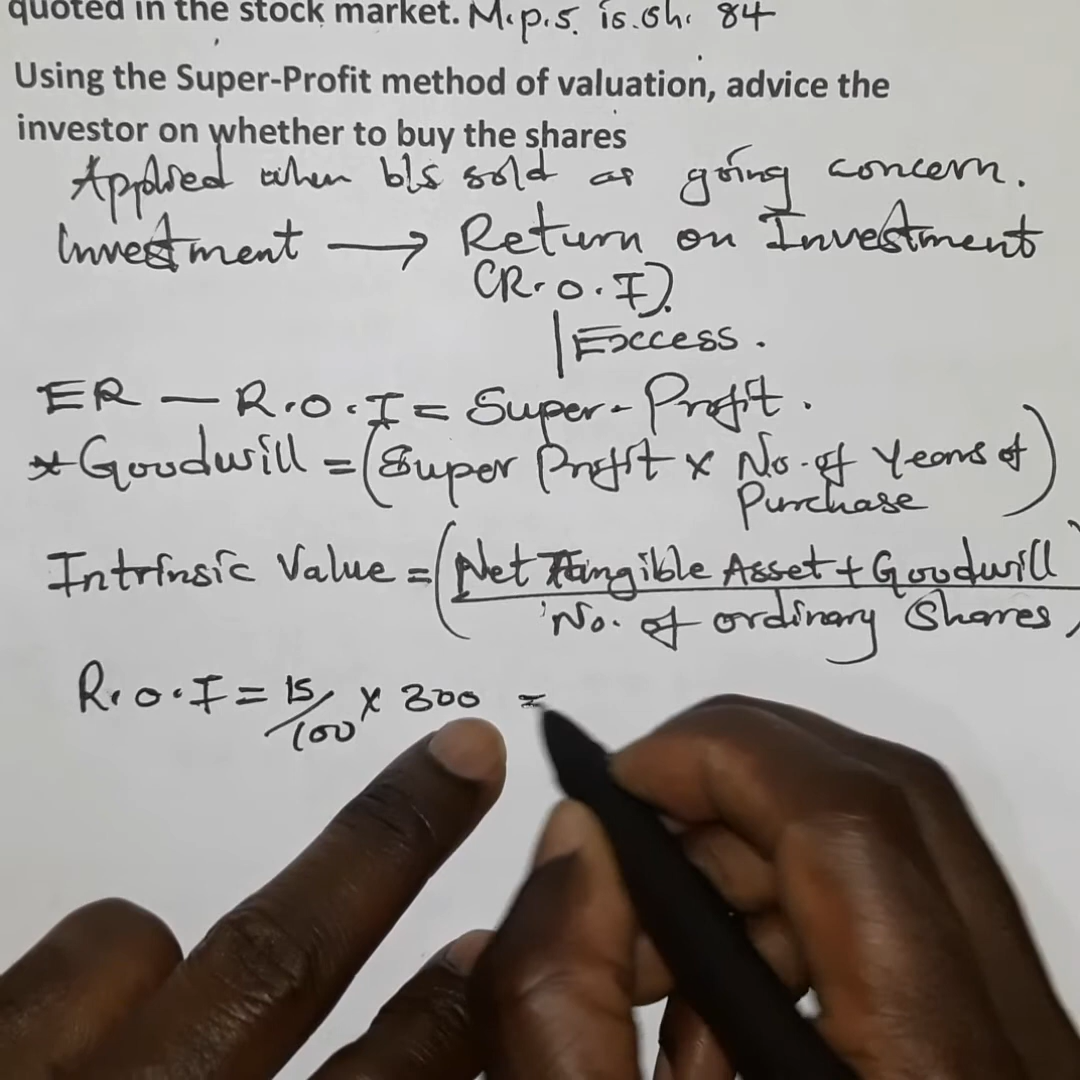 quoted in the stock market. M.p.s. is sh. 84
Using the Super-Profit method of valuation, advice the
investor on whether to buy the shares
Applied when b/s sold as going concern.
Investment → Return on Investment
(R.O.I).
| Excess.
ER — R.O.I = Super-Profit.
* Goodwill = (Super Profit × No. of Years of
Purchase)
Intrinsic Value = (Net Tangible Asset + Goodwill
No. of ordinary Shares)
R.O.I = 15/100 × 300 =